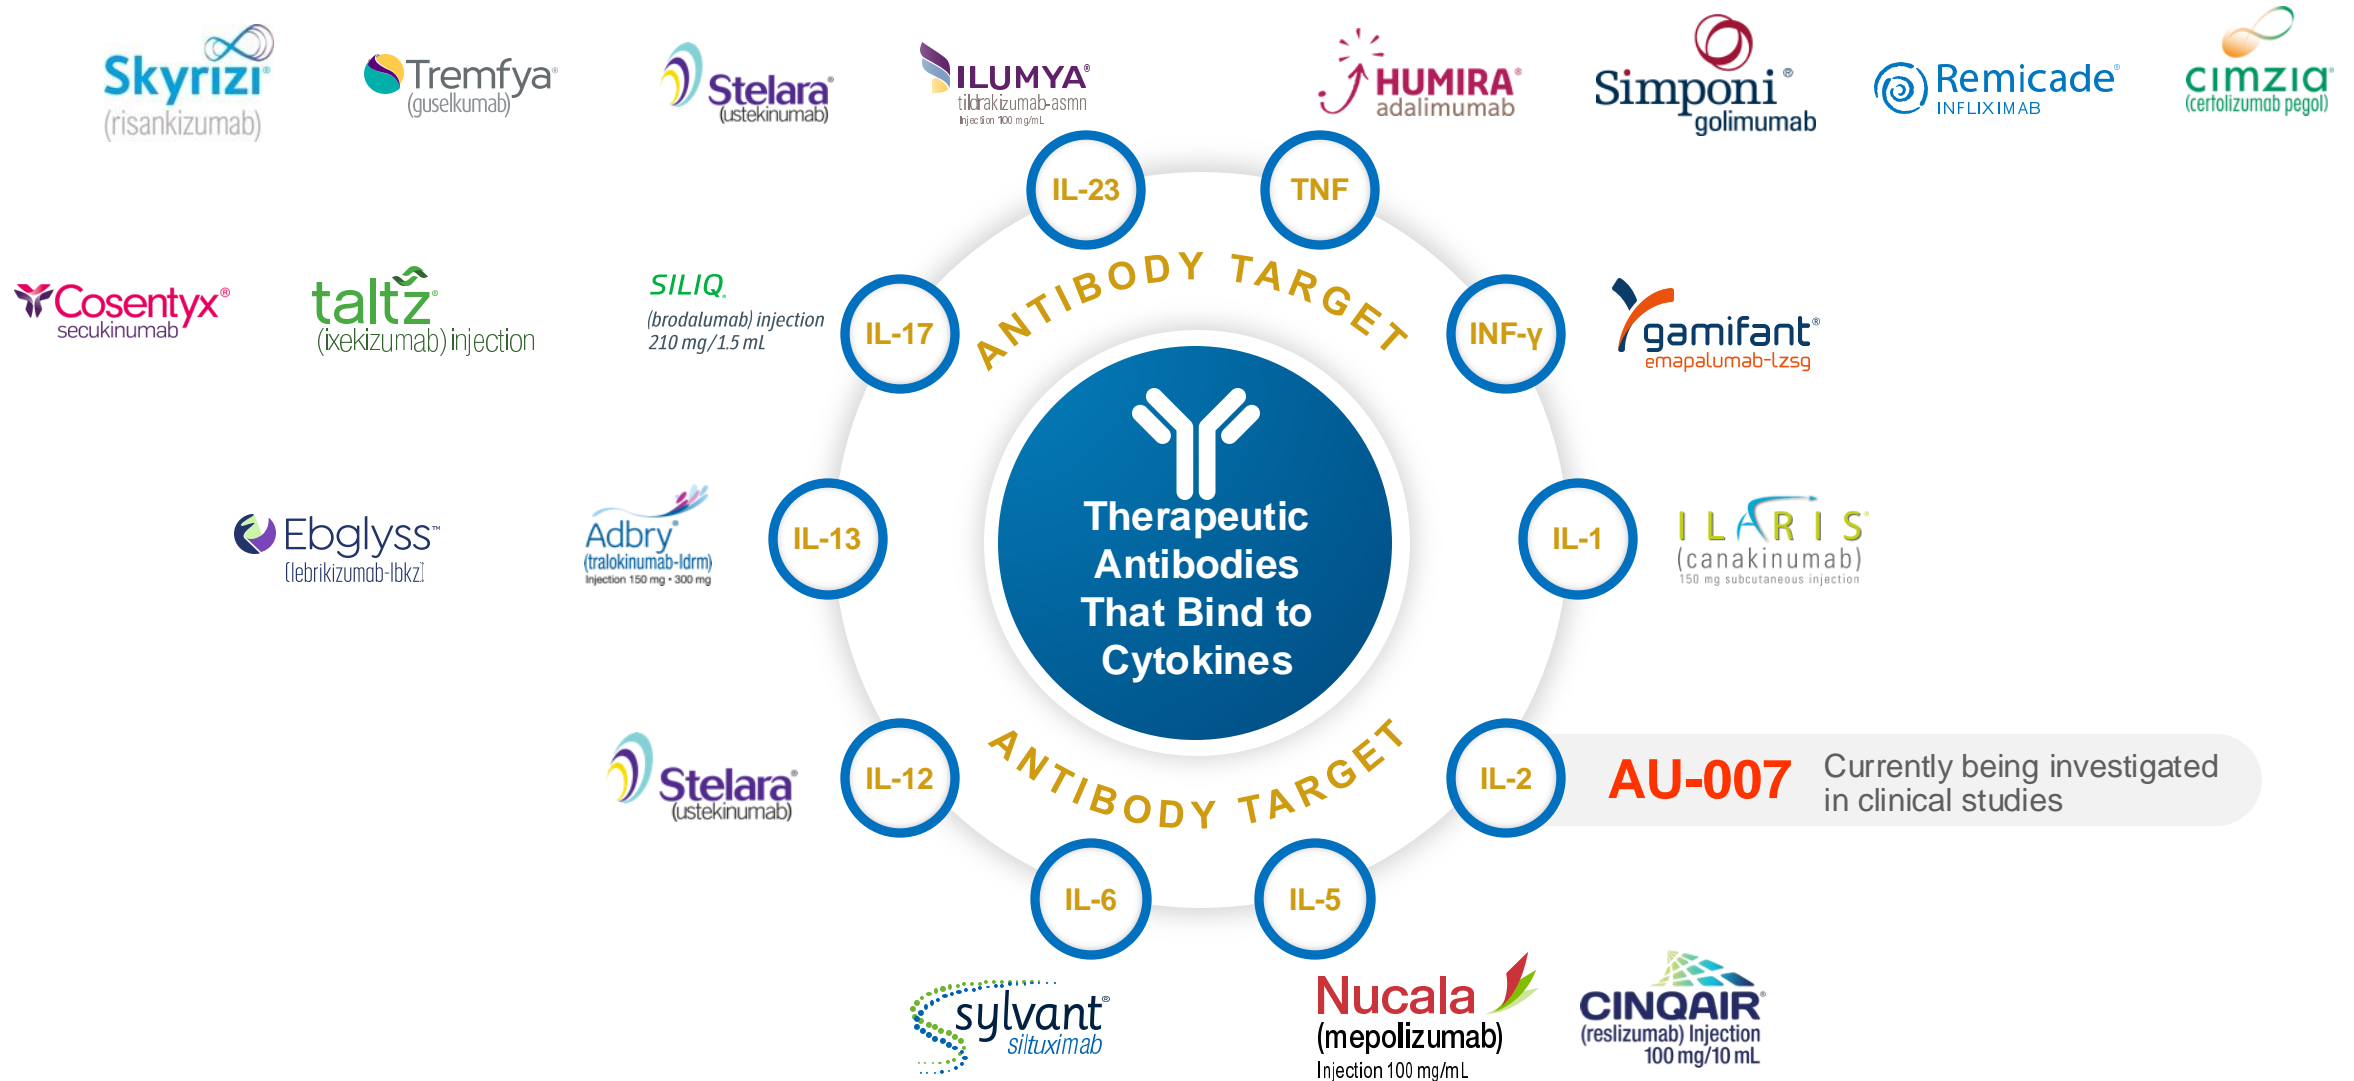 Skyrizi®
(risankizumab)
Tremfya®
(guselkumab)
Stelara®
(ustekinumab)
ILUMYA®
tildrakizumab-asmn
Injection 100 mg/mL
HUMIRA®
adalimumab
Simponi®
golimumab
Remicade®
INFLIXIMAB
cimzia®
(certolizumab pegol)
IL-23
TNF
ANTIBODY TARGET
Cosentyx®
secukinumab
taltz®
(ixekizumab) injection
SILIQ®
(brodalumab) injection
210 mg/1.5 mL
IL-17
INF-γ
gamifant®
emapalumab-lzsg
Ebglyss™
(lebrikizumab-lbkz)
Adbry®
(tralokinumab-ldrm)
Injection 150 mg • 300 mg
IL-13
Therapeutic
Antibodies
That Bind to
Cytokines
IL-1
ILARIS®
(canakinumab)
150 mg subcutaneous injection
Stelara®
(ustekinumab)
IL-12
ANTIBODY TARGET
IL-2
AU-007
Currently being investigated
in clinical studies
IL-6
IL-5
sylvant®
siltuximab
Nucala
(mepolizumab)
Injection 100 mg/mL
CINQAIR®
(reslizumab) Injection
100 mg/10 mL